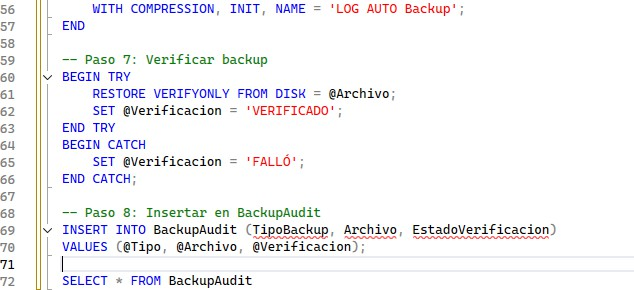 56 WITH COMPRESSION, INIT, NAME = 'LOG AUTO Backup';
57 END
58
59 -- Paso 7: Verificar backup
60 BEGIN TRY
61 RESTORE VERIFYONLY FROM DISK = @Archivo;
62 SET @Verificacion = 'VERIFICADO';
63 END TRY
64 BEGIN CATCH
65 SET @Verificacion = 'FALLÓ';
66 END CATCH;
67
68 -- Paso 8: Insertar en BackupAudit
69 INSERT INTO BackupAudit (TipoBackup, Archivo, EstadoVerificacion)
70 VALUES (@Tipo, @Archivo, @Verificacion);
71
72 SELECT * FROM BackupAudit